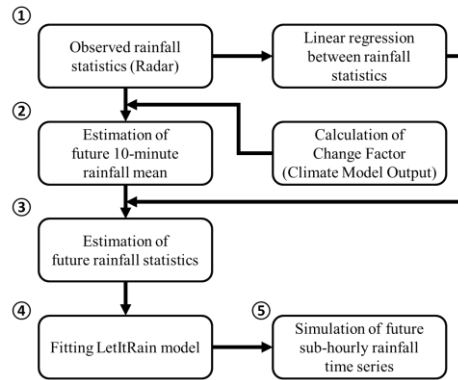 ①
Observed rainfall
statistics (Radar)
Linear regression
between rainfall
statistics
②
Estimation of
future 10-minute
rainfall mean
Calculation of
Change Factor
(Climate Model Output)
③
Estimation of
future rainfall statistics
④
Fitting LetItRain model
⑤
Simulation of future
sub-hourly rainfall
time series